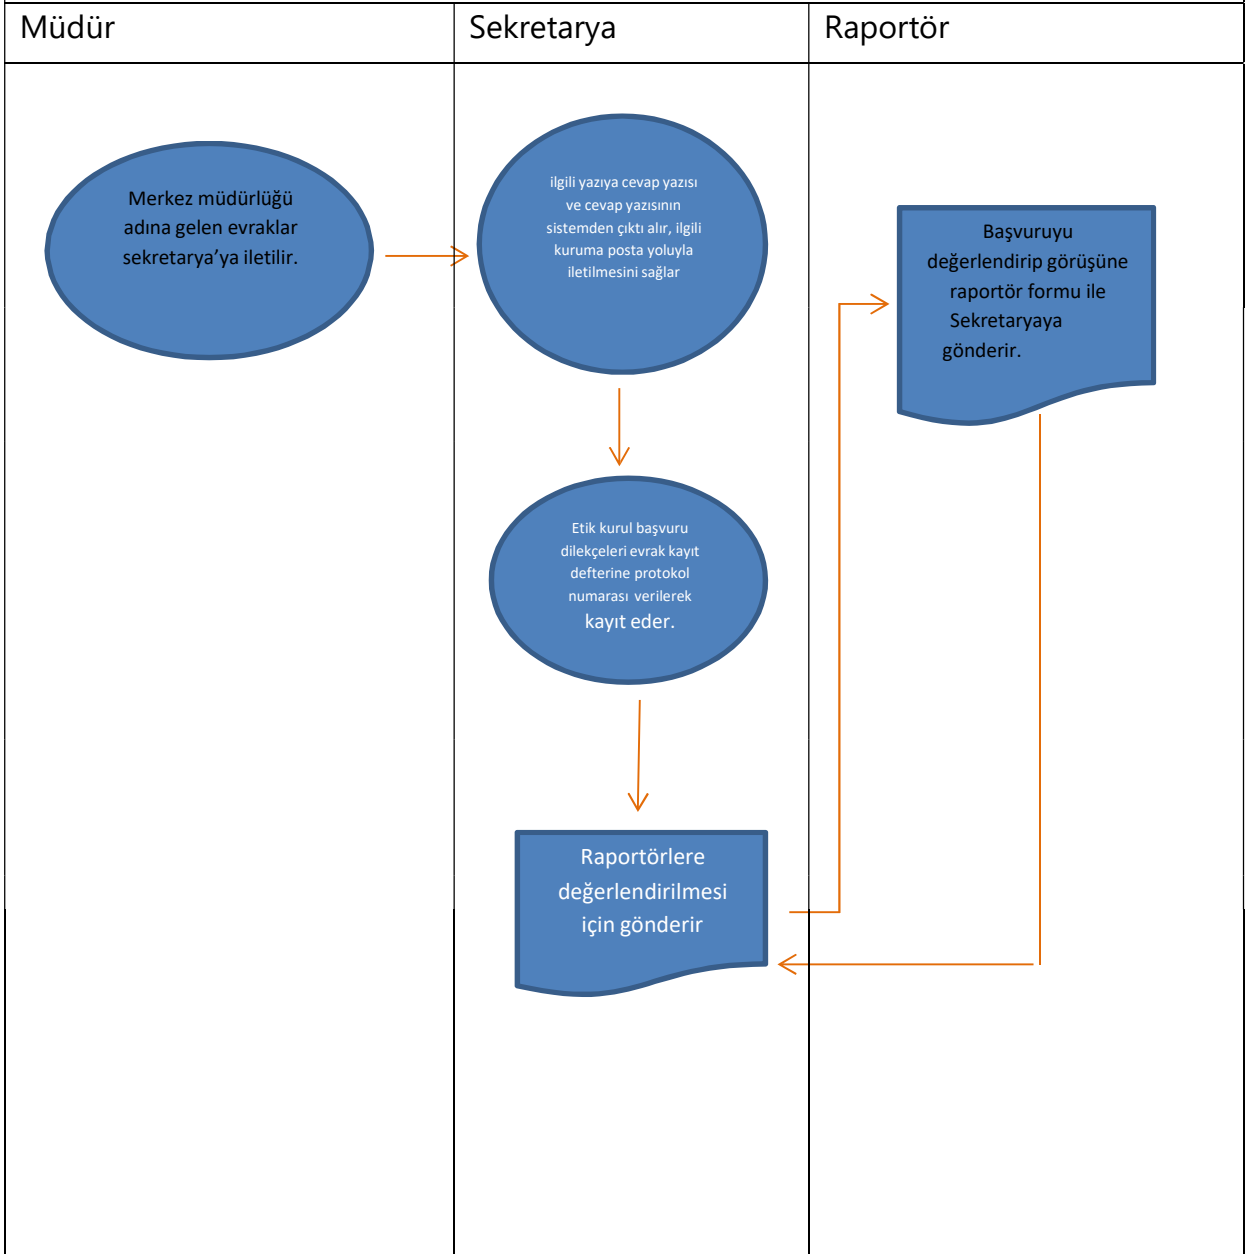 Müdür
Sekretarya
Raportör
Merkez müdürlüğü
adına gelen evraklar
sekretarya’ya iletilir.
ilgili yazıya cevap yazısı
ve cevap yazısının
sistemden çıktı alır, ilgili
kuruma posta yoluyla
iletilmesini sağlar
Başvuruyu
değerlendirip görüşüne
raportör formu ile
Sekretaryaya
gönderir.
Etik kurul başvuru
dilekçeleri evrak kayıt
defterine protokol
numarası verilerek
kayıt eder.
Raportörlere
değerlendirilmesi
için gönderir